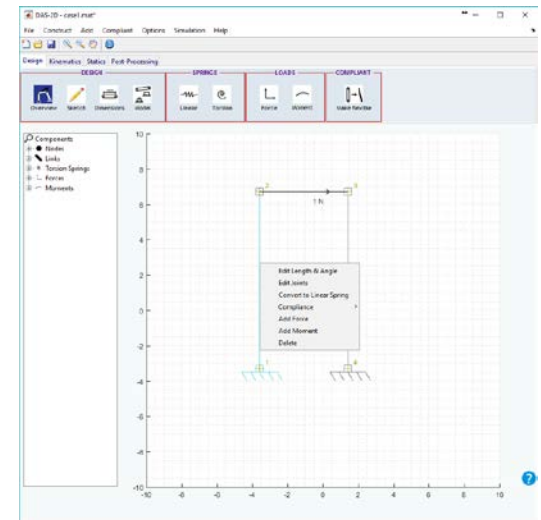 DAS-2D - case1.mat*
File Construct Add Compliant Options Simulation Help
Design Kinematics Statics Post-Processing
DESIGN SPRINGS LOADS COMPLIANT
Overview Sketch Dimensions Model Linear Torsion Force Moment Make flexible
Components
Nodes
Links
Torsion Springs
Forces
Moments
10
8
6
4
2
0
-2
-4
-6
-8
-10
2 3
1 N
Edit Length & Angle
Edit Joints
Convert to Linear Spring
Compliance
Add Force
Add Moment
Delete
1 4
-10 -8 -6 -4 -2 0 2 4 6 8 10
?